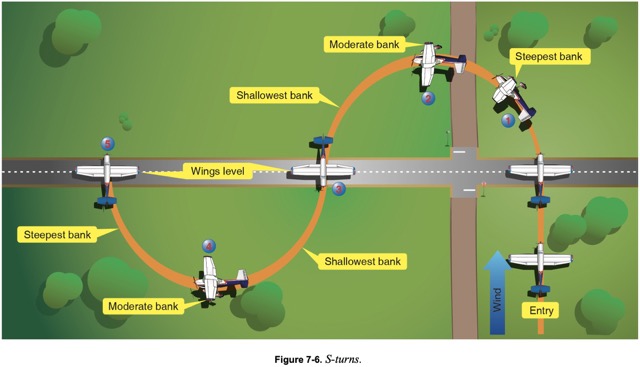 Moderate bank
Steepest bank
Shallowest bank
2
1
5
Wings level
3
Steepest bank
4
Shallowest bank
Moderate bank
Wind
Entry
Figure 7-6. S-turns.